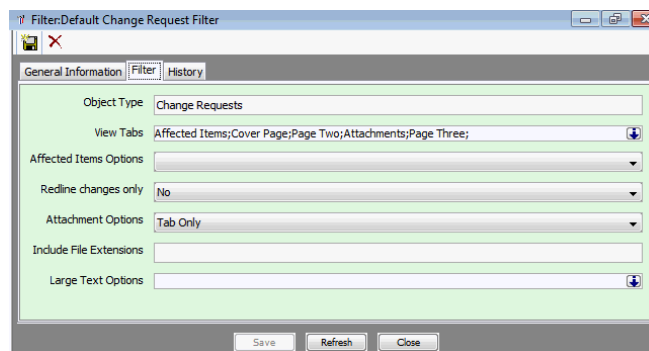 Filter:Default Change Request Filter
General Information Filter History
Object Type Change Requests
View Tabs Affected Items;Cover Page;Page Two;Attachments;Page Three;
Affected Items Options
Redline changes only No
Attachment Options Tab Only
Include File Extensions
Large Text Options
Save Refresh Close